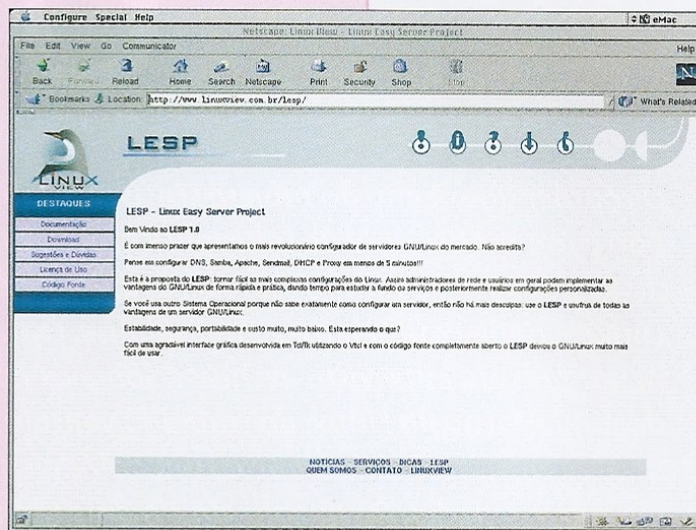 Configure Special Help
eMac
Netscape: Linux View - Linux Easy Server Project
File Edit View Go Communicator
Help
Back Forward Reload Home Search Netscape Print Security Shop Stop
N
Bookmarks Location: http://www.linuxview.com.br/lesp/
What's Related
LINUX
VIEW
LESP
DESTAQUES
Documentação
Download
Sugestões e Dúvidas
Licença de Uso
Código Fonte
LESP - Linux Easy Server Project
Bem Vindo ao LESP 1.0
É com imenso prazer que apresentamos o mais revolucionário configurador de servidores GNU/Linux do mercado. Não acredita?
Pense em configurar DNS, Samba, Apache, Sendmail, DHCP e Proxy em menos de 5 minutos!!!
Esta é a proposta do LESP: tornar fácil as mais complexas configurações do Linux. Assim administradores de rede e usuários em geral podem implementar as
vantagens do GNU/Linux de forma rápida e prática, dando tempo para estudar a fundo os serviços e posteriormente realizar configurações personalizadas.
Se você usa outro Sistema Operacional porque não sabe exatamente como configurar um servidor, então não há mais desculpas: use o LESP e usufrua de todas as
vantagens de um servidor GNU/Linux.
Estabilidade, segurança, portabilidade e custo muito, muito baixo. Esta esperando o que?
Com uma agradável interface gráfica desenvolvida em Tcl/Tk utilizando o Vtcl e com o código fonte completamente aberto o LESP deixou o GNU/Linux muito mais
fácil de usar.
NOTÍCIAS - SERVIÇOS - DICAS - LESP
QUEM SOMOS - CONTATO - LINUXVIEW